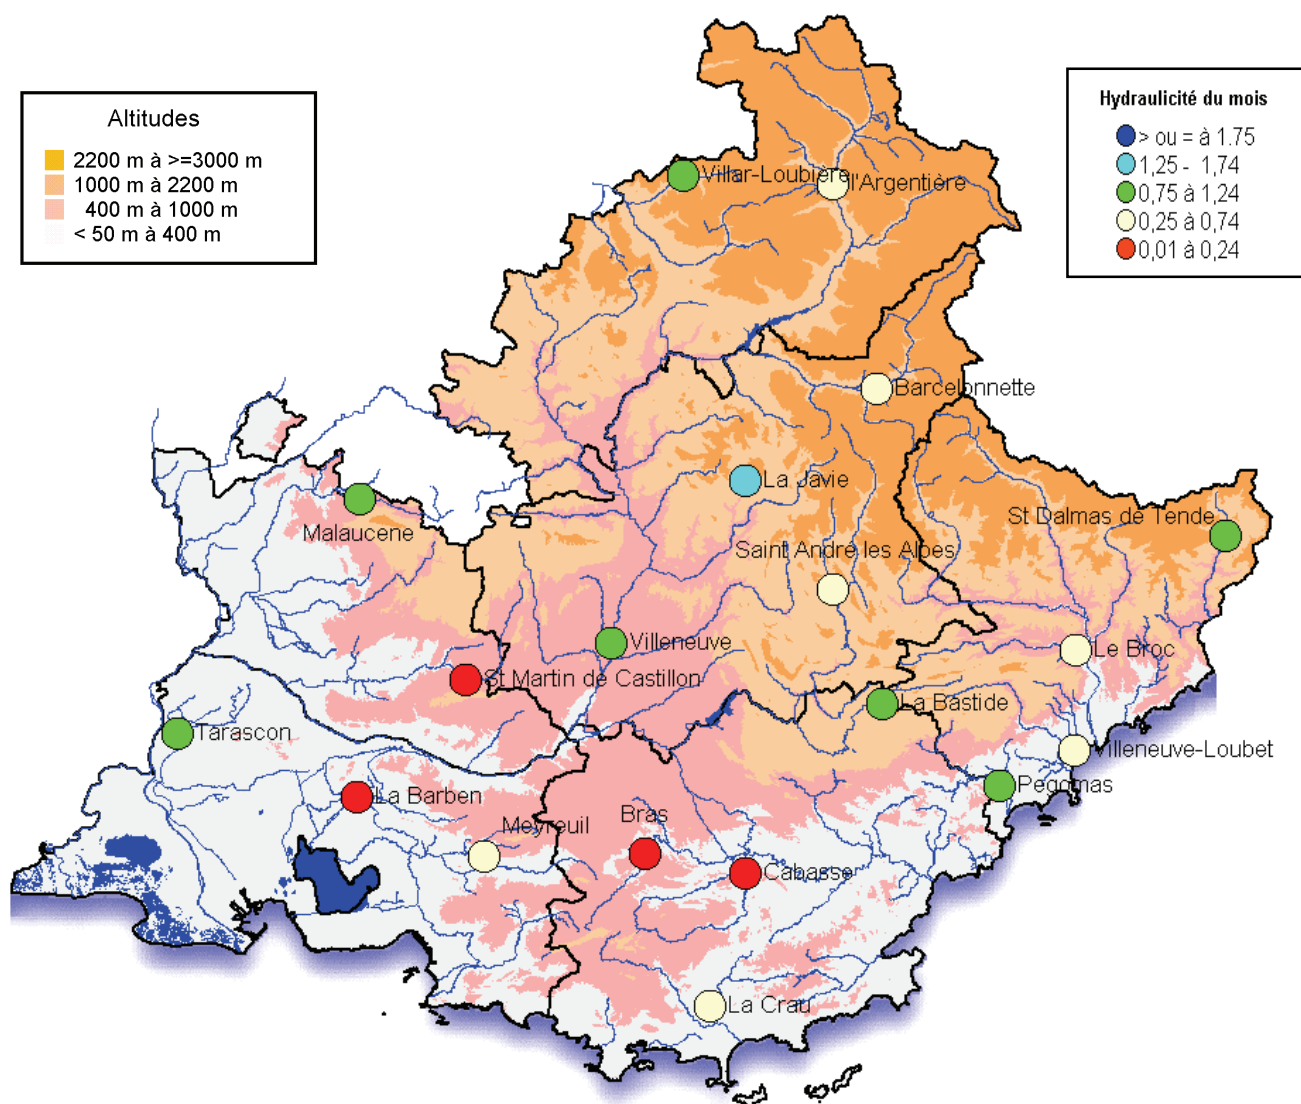 Altitudes
2200 m à >=3000 m
1000 m à 2200 m
400 m à 1000 m
< 50 m à 400 m
Hydraulicité du mois
> ou = à 1.75
1,25 - 1,74
0,75 à 1,24
0,25 à 0,74
0,01 à 0,24
Villar-Loubière
l'Argentière
Barcelonnette
La Javie
Malaucene
St Dalmas de Tende
Saint André les Alpes
Villeneuve
Le Broc
St Martin de Castillon
La Bastide
Tarascon
Villeneuve-Loubet
Pegomas
La Barben
Meyreuil
Bras
Cabasse
La Crau